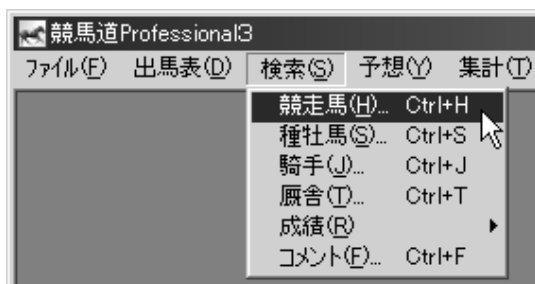 競馬道Professional3
ファイル(F) 出馬表(D) 検索(S) 予想(Y) 集計(T)
競走馬(H)... Ctrl+H
種牡馬(S)... Ctrl+S
騎手(J)... Ctrl+J
厩舎(T)... Ctrl+T
成績(R)
コメント(F)... Ctrl+F